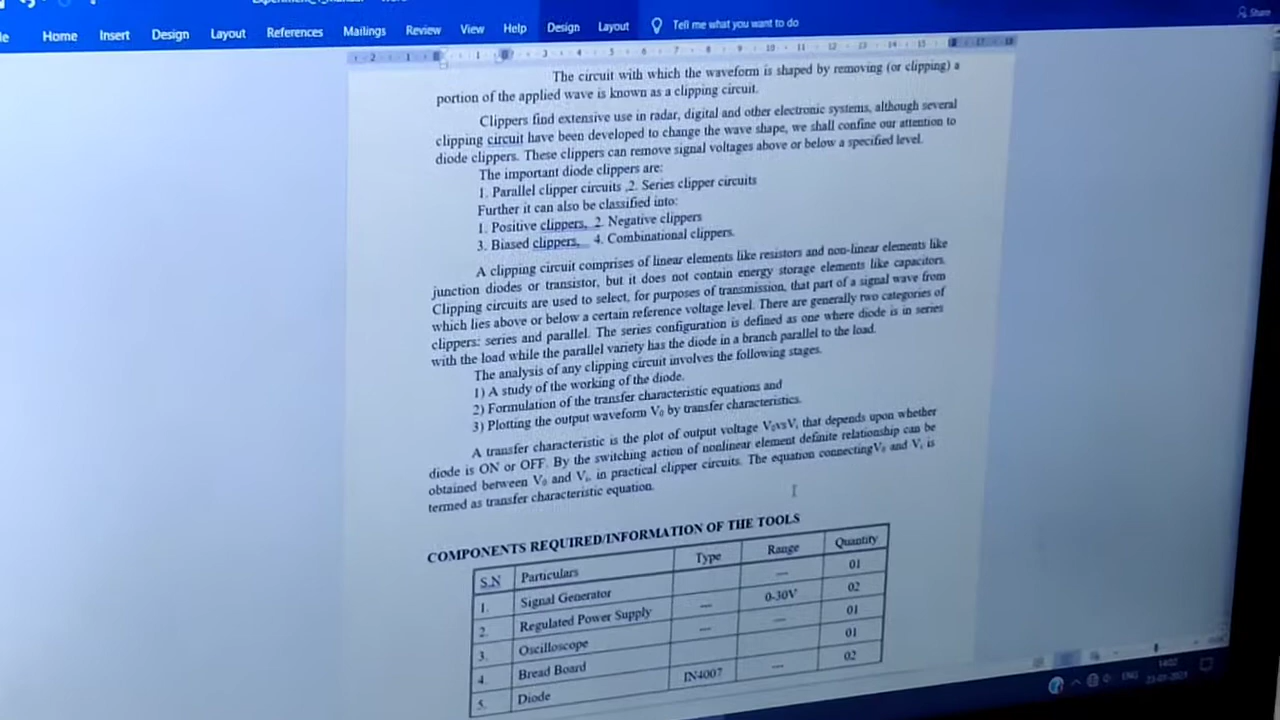 Home Insert Design Layout References Mailings Review View Help Design Layout Tell me what you want to do Share
The circuit with which the waveform is shaped by removing (or clipping) a
portion of the applied wave is known as a clipping circuit.
Clippers find extensive use in radar, digital and other electronic systems, although several
clipping circuit have been developed to change the wave shape, we shall confine our attention to
diode clippers. These clippers can remove signal voltages above or below a specified level.
The important diode clippers are:
1. Parallel clipper circuits ,2. Series clipper circuits
Further it can also be classified into:
1. Positive clippers, 2. Negative clippers
3. Biased clippers, 4. Combinational clippers.
A clipping circuit comprises of linear elements like resistors and non-linear elements like
junction diodes or transistor, but it does not contain energy storage elements like capacitors.
Clipping circuits are used to select, for purposes of transmission, that part of a signal wave from
which lies above or below a certain reference voltage level. There are generally two categories of
clippers: series and parallel. The series configuration is defined as one where diode is in series
with the load while the parallel variety has the diode in a branch parallel to the load.
The analysis of any clipping circuit involves the following stages.
1) A study of the working of the diode.
2) Formulation of the transfer characteristic equations and
3) Plotting the output waveform V₀ by transfer characteristics.
A transfer characteristic is the plot of output voltage V₀vsVᵢ that depends upon whether
diode is ON or OFF. By the switching action of nonlinear element definite relationship can be
obtained between V₀ and Vᵢ, in practical clipper circuits. The equation connectingV₀ and Vᵢ is
termed as transfer characteristic equation.
COMPONENTS REQUIRED/INFORMATION OF THE TOOLS
S.N Particulars Type Range Quantity
1. Signal Generator --- 01
2. Regulated Power Supply --- 0-30V 02
3. Oscilloscope --- --- 01
4. Bread Board 01
5. Diode IN4007 --- 02
ENG 14:02